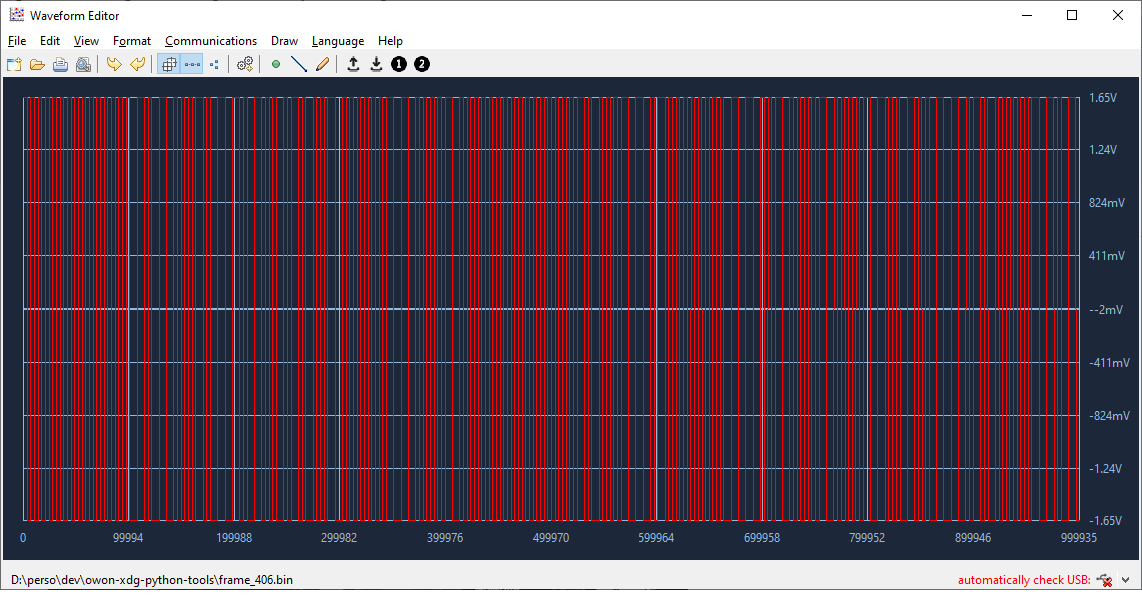 Waveform Editor
File Edit View Format Communications Draw Language Help
1 2
1.65V
1.24V
824mV
411mV
--2mV
-411mV
-824mV
-1.24V
-1.65V
0 99994 199988 299982 399976 499970 599964 699958 799952 899946 999935
D:\perso\dev\owon-xdg-python-tools\frame_406.bin automatically check USB: